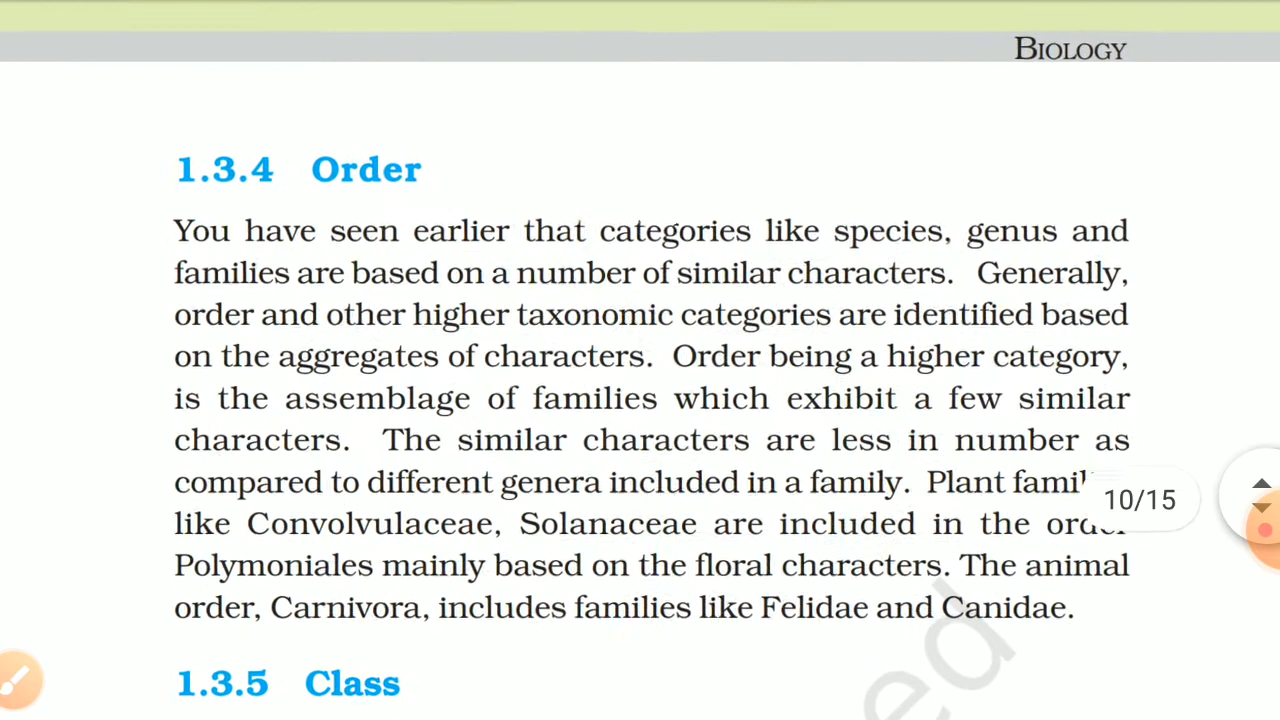 BIOLOGY
1.3.4 Order
You have seen earlier that categories like species, genus and
families are based on a number of similar characters. Generally,
order and other higher taxonomic categories are identified based
on the aggregates of characters. Order being a higher category,
is the assemblage of families which exhibit a few similar
characters. The similar characters are less in number as
compared to different genera included in a family. Plant
10/15
like Convolvulaceae, Solanaceae are included in the order
Polymoniales mainly based on the floral characters. The animal
order, Carnivora, includes families like Felidae and Canidae.
1.3.5 Class